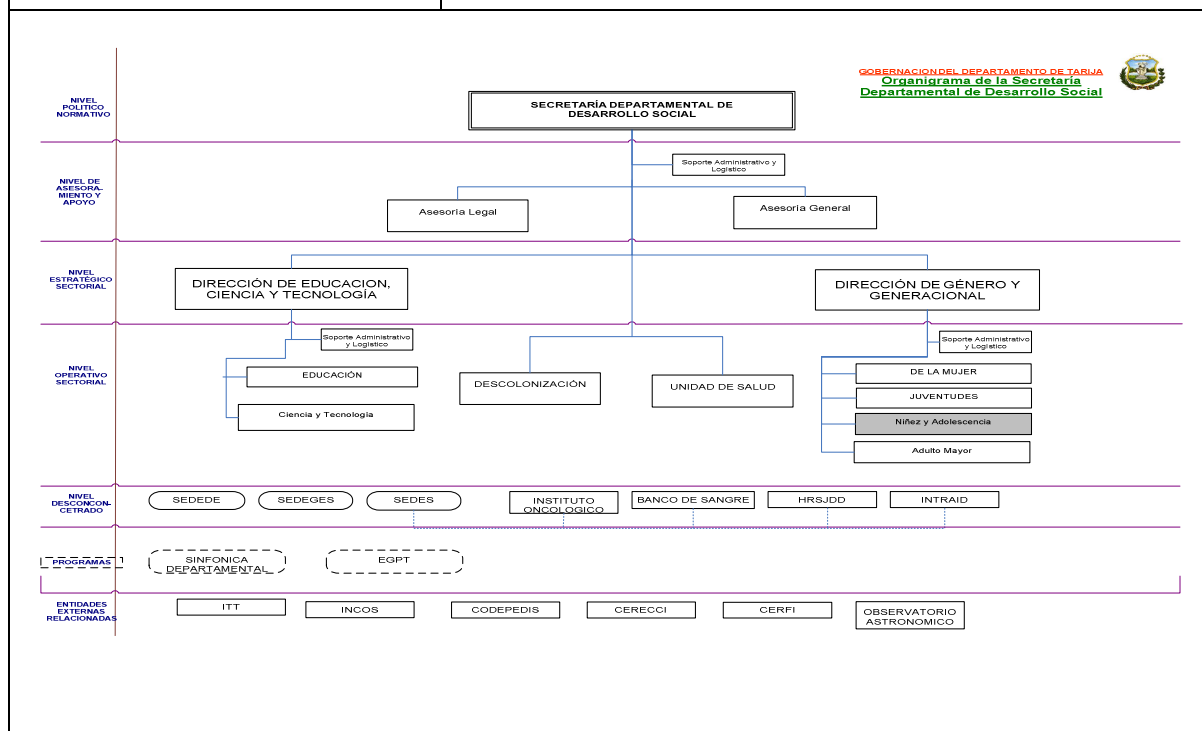 GOBERNACION DEL DEPARTAMENTO DE TARIJA
Organigrama de la Secretaría
Departamental de Desarrollo Social
NIVEL
POLITICO
NORMATIVO
SECRETARÍA DEPARTAMENTAL DE
DESARROLLO SOCIAL
NIVEL DE
ASESORA-
MIENTO Y
APOYO
Soporte Administrativo y
Logístico
Asesoría Legal
Asesoría General
NIVEL
ESTRATÉGICO
SECTORIAL
DIRECCIÓN DE EDUCACION,
CIENCIA Y TECNOLOGÍA
DIRECCIÓN DE GÉNERO Y
GENERACIONAL
NIVEL
OPERATIVO
SECTORIAL
Soporte Administrativo
y Logístico
EDUCACIÓN
Ciencia y Tecnología
DESCOLONIZACIÓN
UNIDAD DE SALUD
Soporte Administrativo
y Logístico
DE LA MUJER
JUVENTUDES
Niñez y Adolescencia
Adulto Mayor
NIVEL
DESCONCON-
CETRADO
SEDEDE
SEDEGES
SEDES
INSTITUTO
ONCOLOGICO
BANCO DE SANGRE
HRSJDD
INTRAID
PROGRAMAS
SINFONICA
DEPARTAMENTAL
EGPT
ENTIDADES
EXTERNAS
RELACIONADAS
ITT
INCOS
CODEPEDIS
CERECCI
CERFI
OBSERVATORIO
ASTRONOMICO